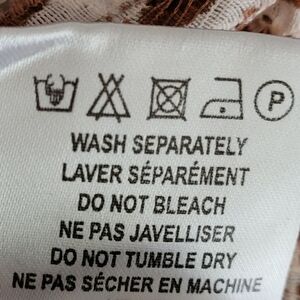 P
WASH SEPARATELY
LAVER SÉPARÉMENT
DO NOT BLEACH
NE PAS JAVELLISER
DO NOT TUMBLE DRY
NE PAS SÉCHER EN MACHINE